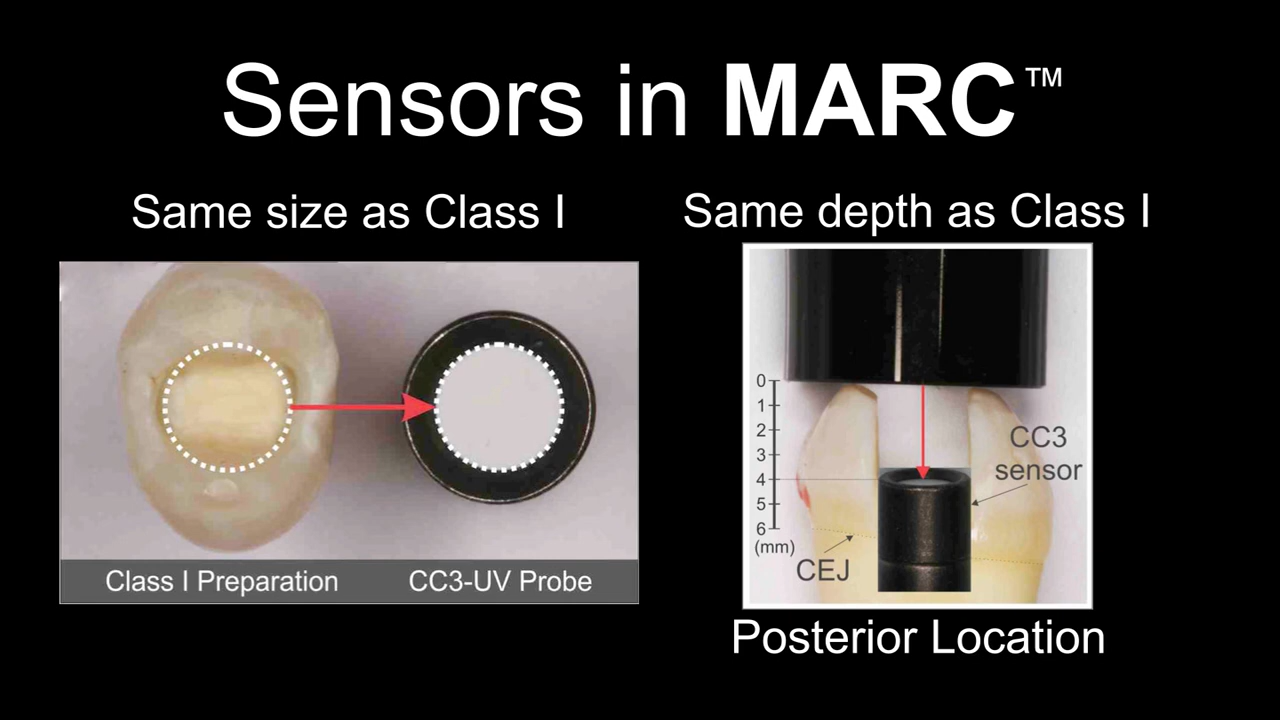 Sensors in MARC™
Same size as Class I
Same depth as Class I
Class I Preparation
CC3-UV Probe
0
1
2
3
4
5
6
(mm)
CC3
sensor
CEJ
Posterior Location